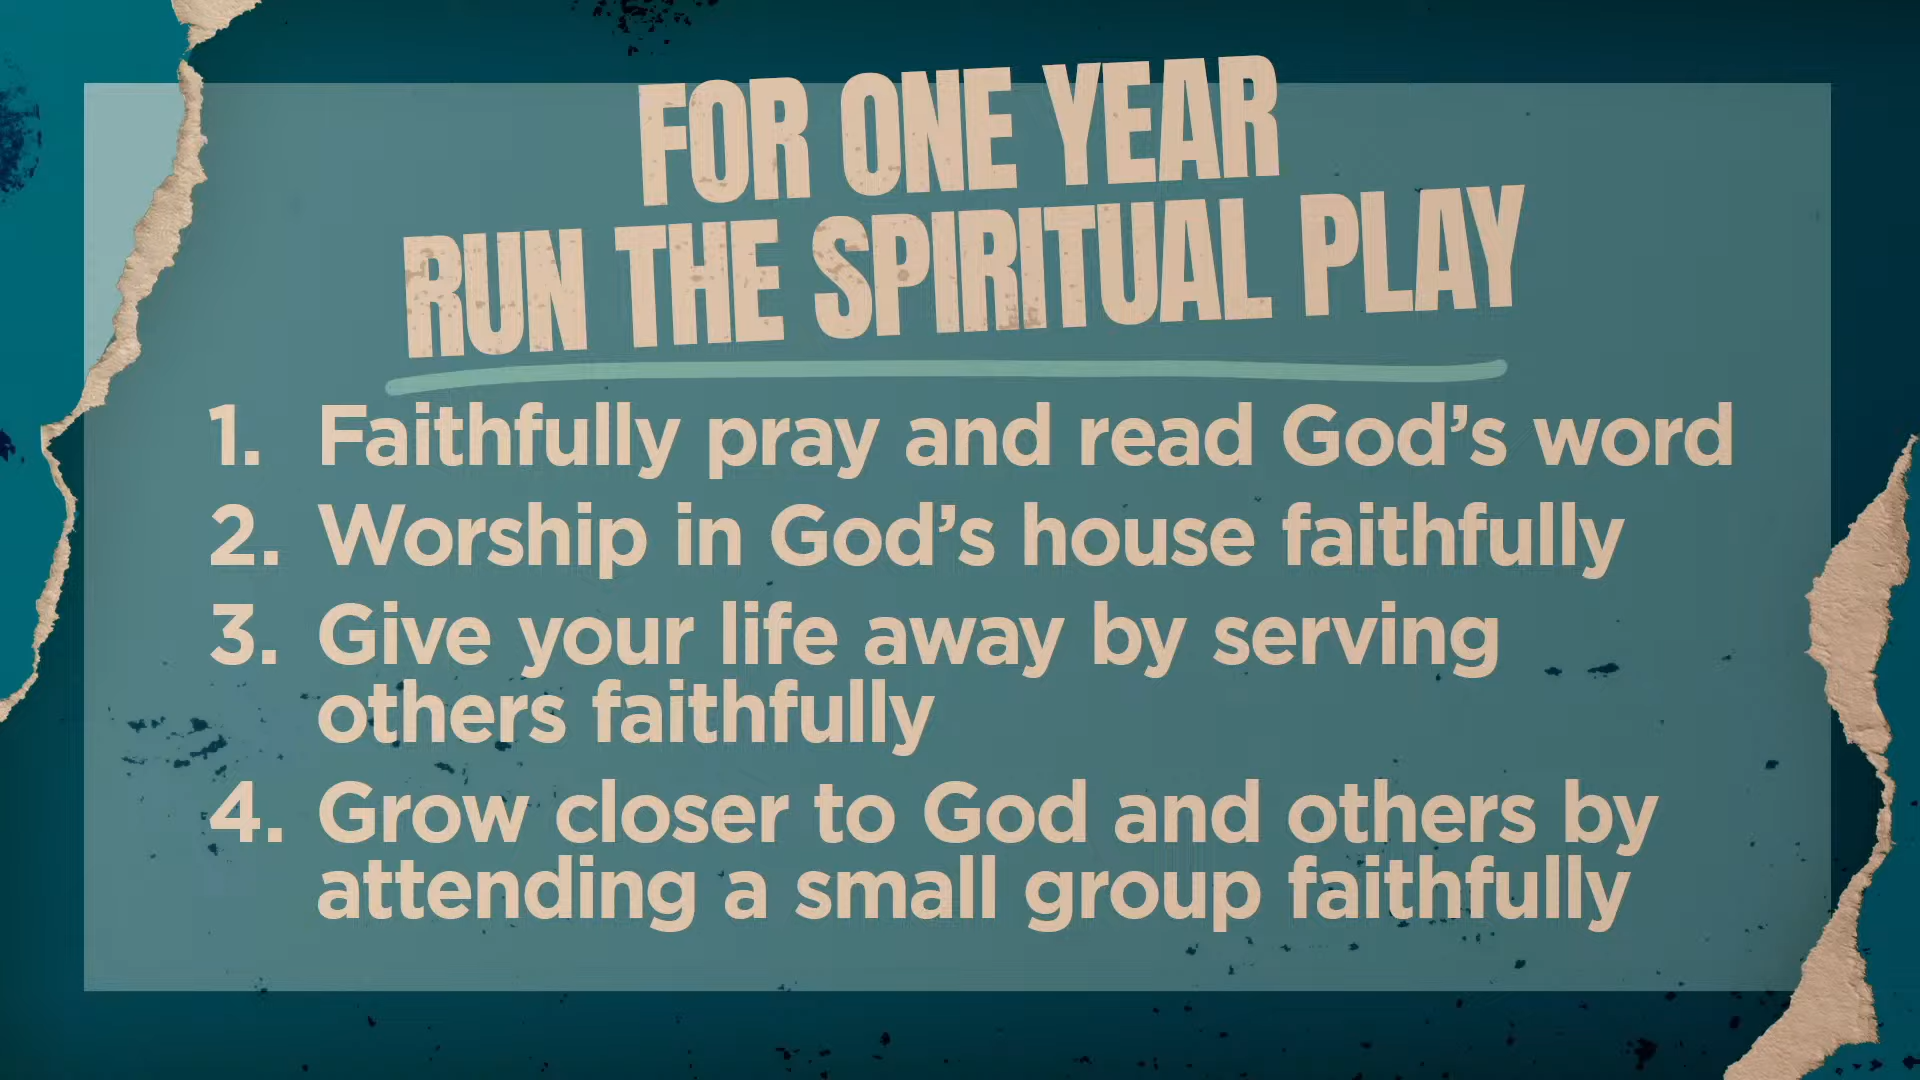 FOR ONE YEAR
RUN THE SPIRITUAL PLAY
1. Faithfully pray and read God’s word
2. Worship in God’s house faithfully
3. Give your life away by serving
others faithfully
4. Grow closer to God and others by
attending a small group faithfully